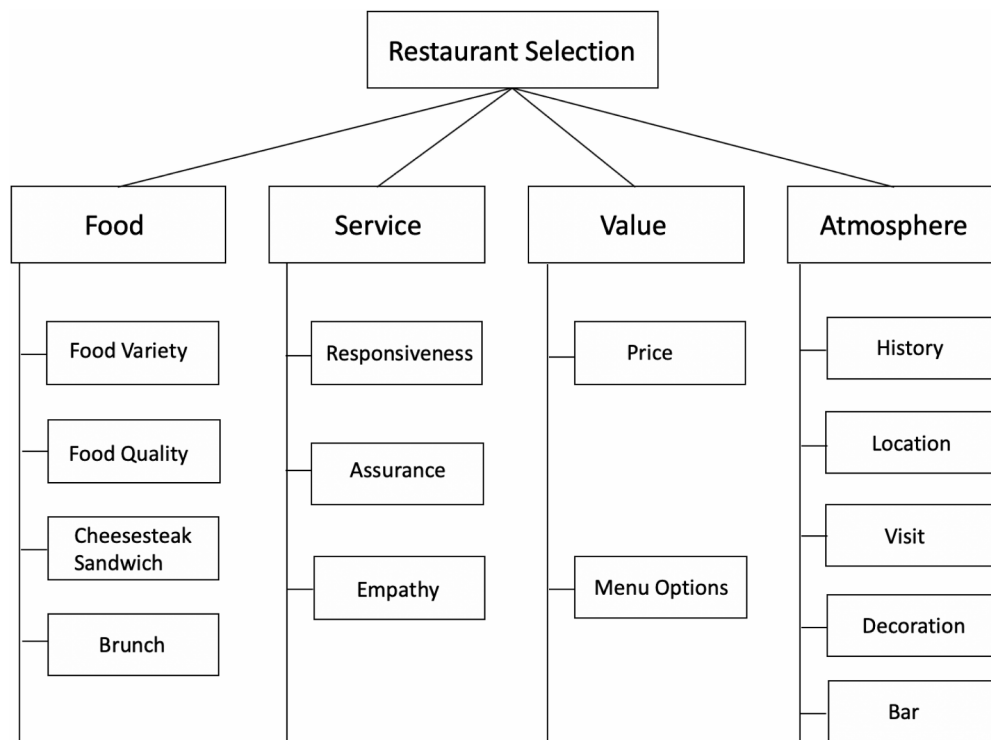 Restaurant Selection
Food
Service
Value
Atmosphere
Food Variety
Food Quality
Cheesesteak
Sandwich
Brunch
Responsiveness
Assurance
Empathy
Price
Menu Options
History
Location
Visit
Decoration
Bar